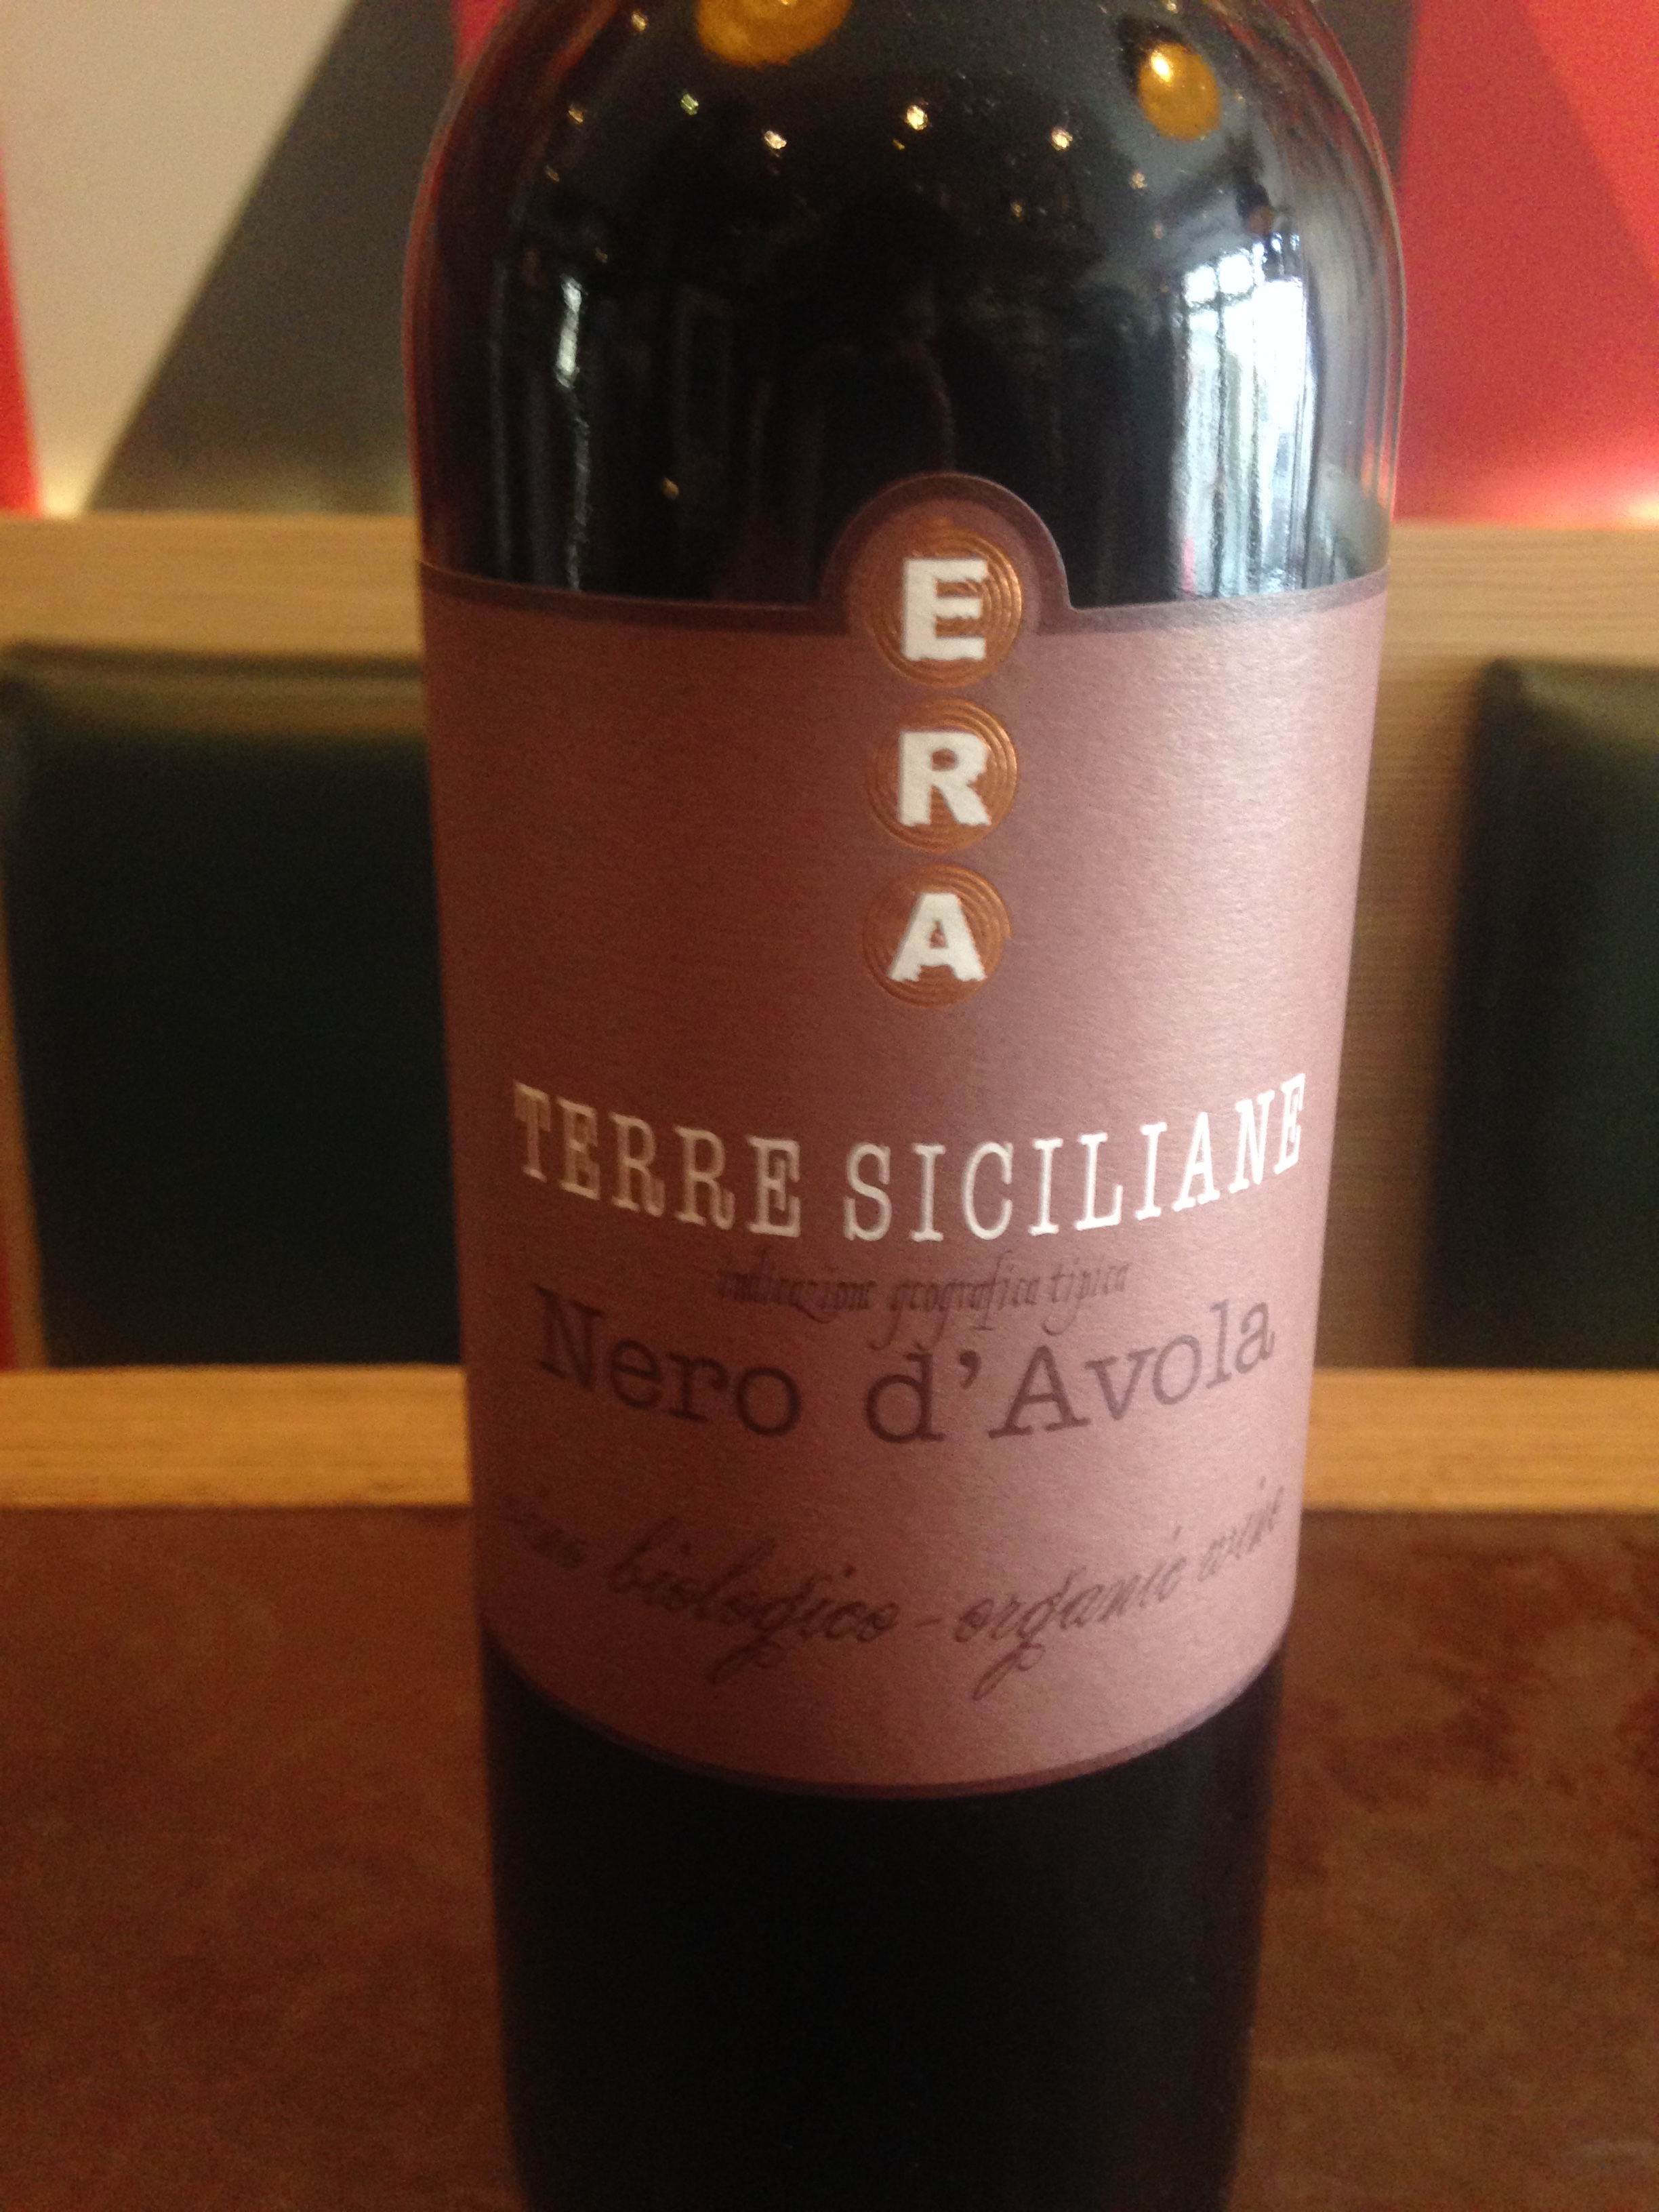 E
R
A
TERRE SICILIANE
indicazione geografica tipica
Nero d'Avola
vino biologico - organic wine